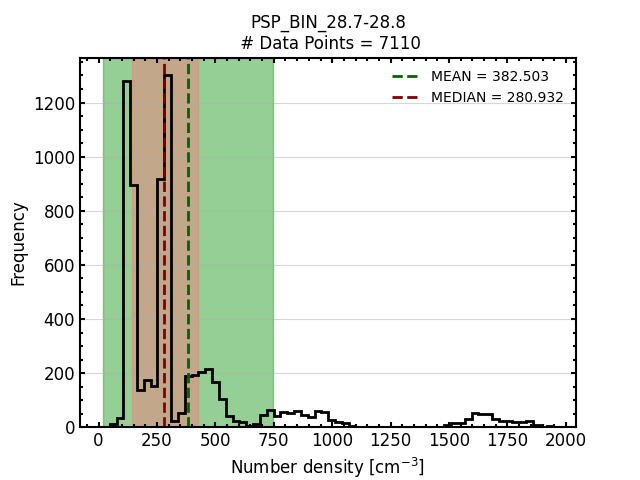 PSP_BIN_28.7-28.8
# Data Points = 7110
MEAN = 382.503
MEDIAN = 280.932
Frequency
1200
1000
800
600
400
200
0
0 250 500 750 1000 1250 1500 1750 2000
Number density [cm⁻³]